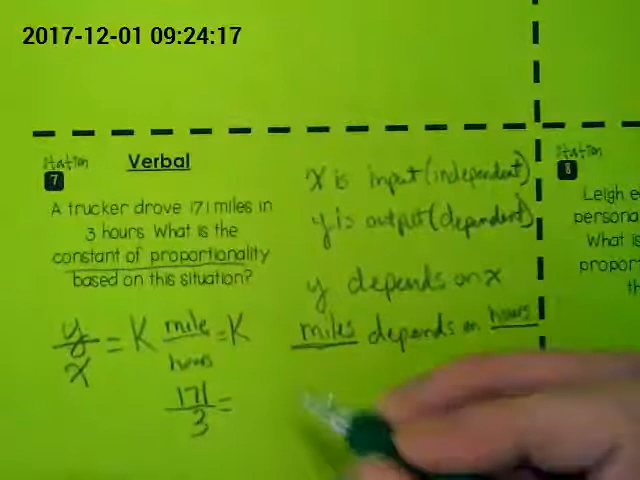 2017-12-01 09:24:17
Station
7
Verbal
A trucker drove 171 miles in
3 hours. What is the
constant of proportionality
based on this situation?
y/x = K mile/hours = K
171/3 =
x is input (independent)
y is output (dependent)
y depends on x
miles depends on hours
Station
8
Leigh e
persona
What is
propor
th